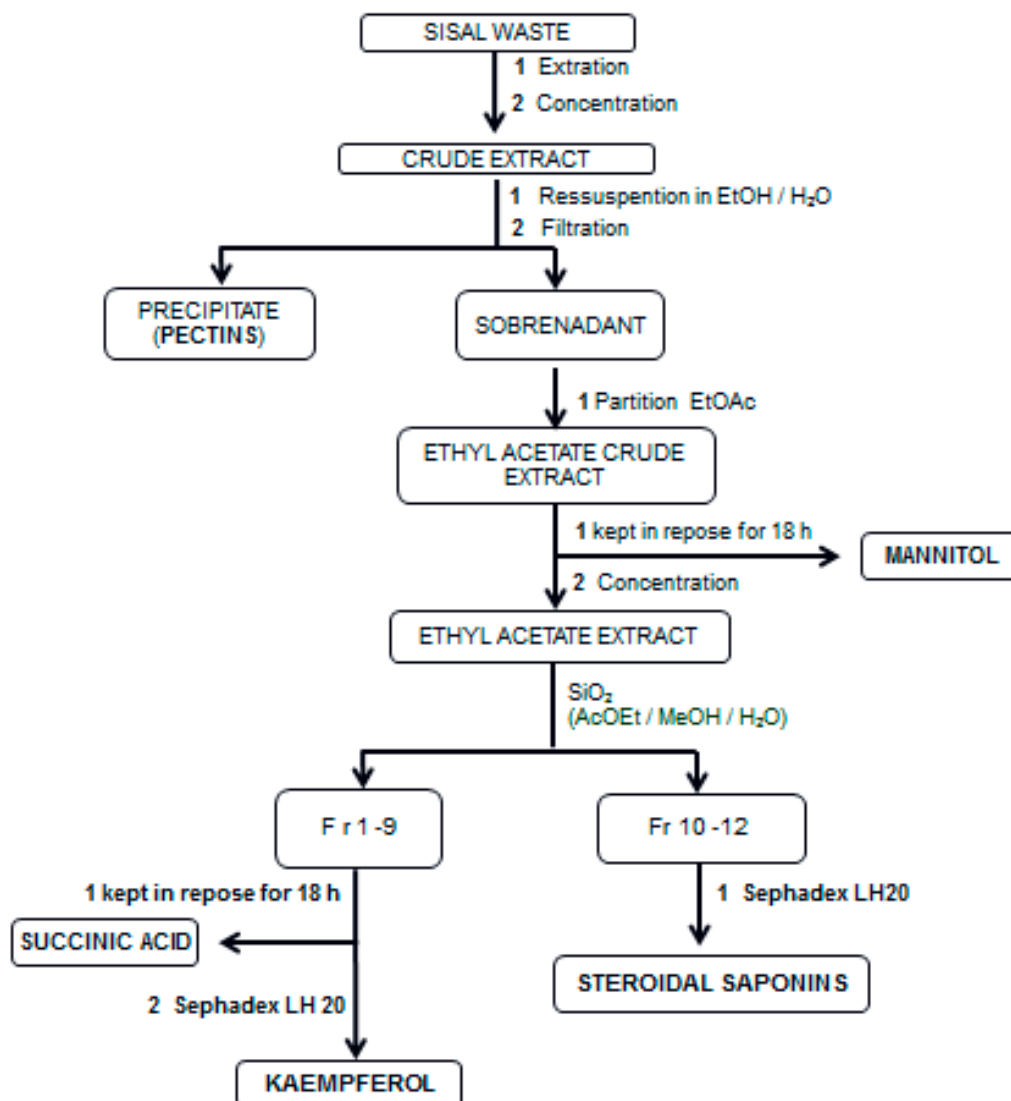 SISAL WASTE
1 Extration
2 Concentration
CRUDE EXTRACT
1 Ressuspention in EtOH / H₂O
2 Filtration
PRECIPITATE
(PECTINS)
SOBRENADANT
1 Partition EtOAc
ETHYL ACETATE CRUDE
EXTRACT
1 kept in repose for 18 h
MANNITOL
2 Concentration
ETHYL ACETATE EXTRACT
SiO₂
(AcOEt / MeOH / H₂O)
F r 1 -9
Fr 10 -12
1 kept in repose for 18 h
1 Sephadex LH20
SUCCINIC ACID
STEROIDAL SAPONINS
2 Sephadex LH 20
KAEMPFEROL